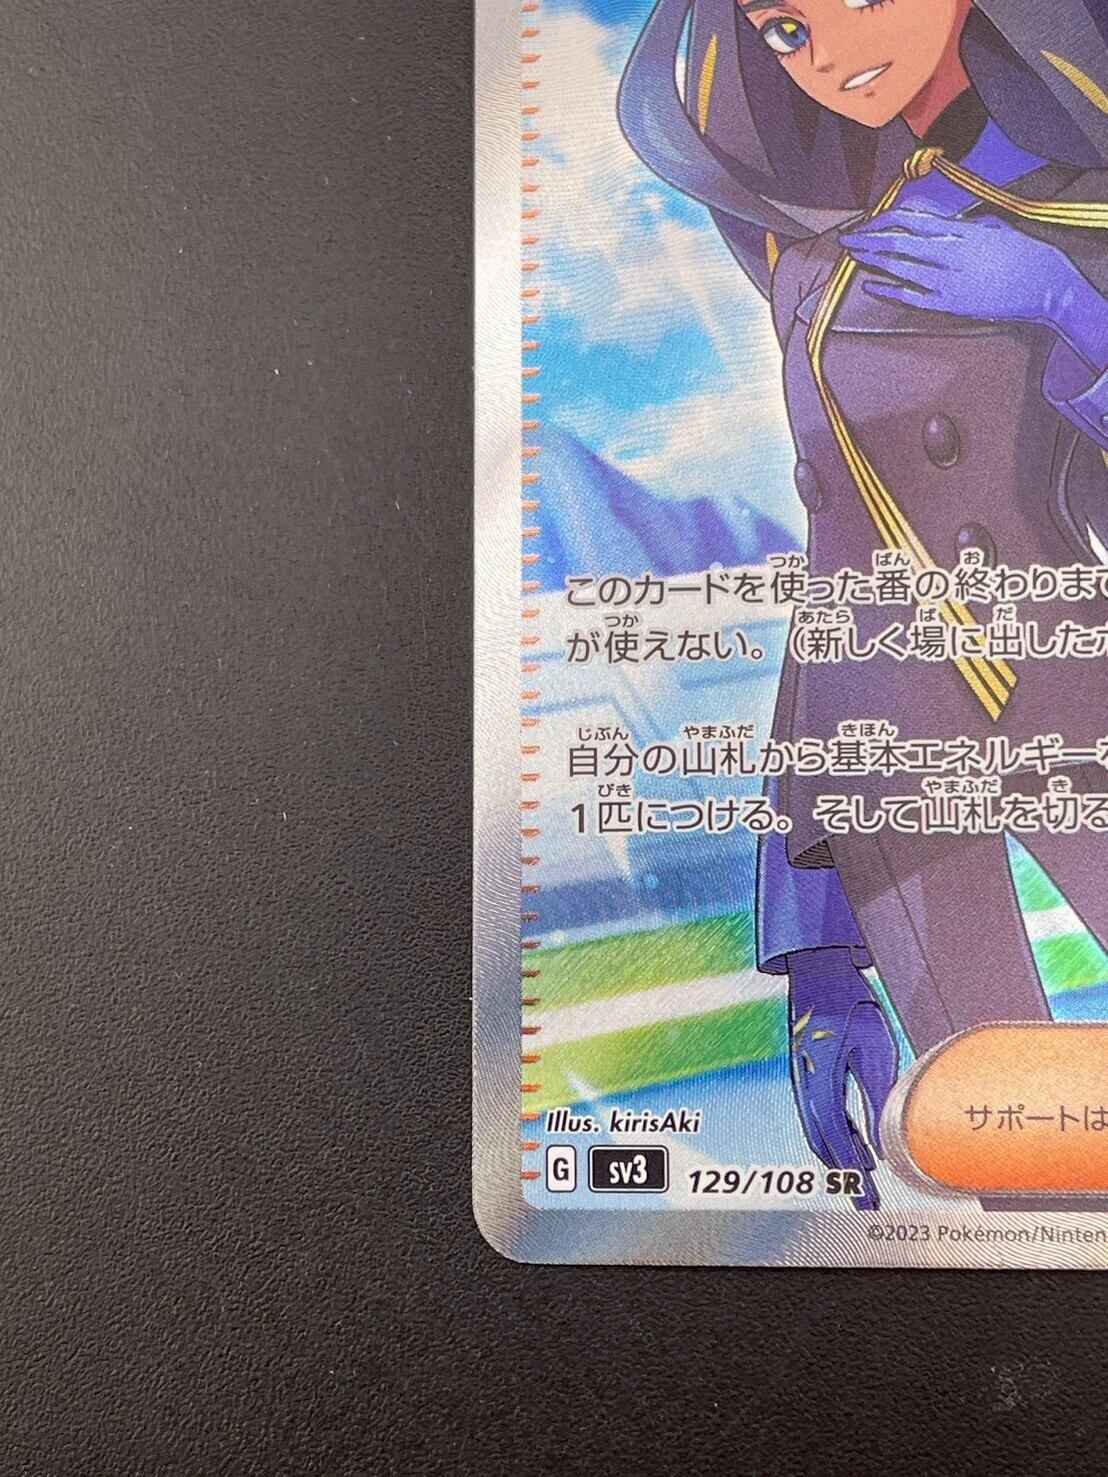 このカードを使った番の終わりまで
が使えない。(新しく場に出したポ
自分の山札から基本エネルギー
1匹につける。そして山札を切る
サポートは
Illus. kirisAki
G sv3 129/108 SR
©2023 Pokémon/Ninten